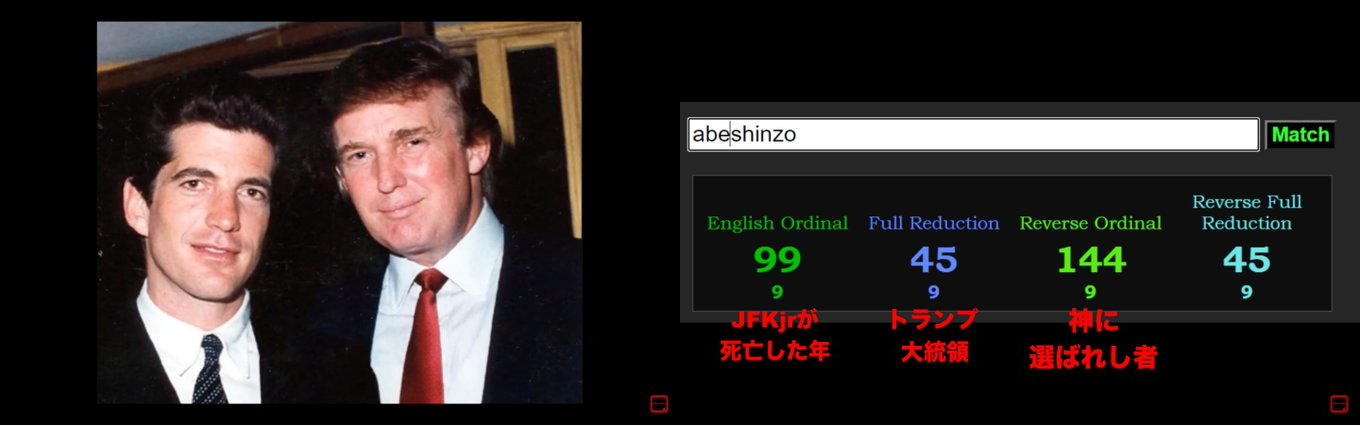 abeshinzo
Match
English Ordinal
Full Reduction
Reverse Ordinal
Reverse Full
Reduction
99
45
144
45
9
9
9
9
JFKjrが
死亡した年
トランプ
大統領
神に
選ばれし者